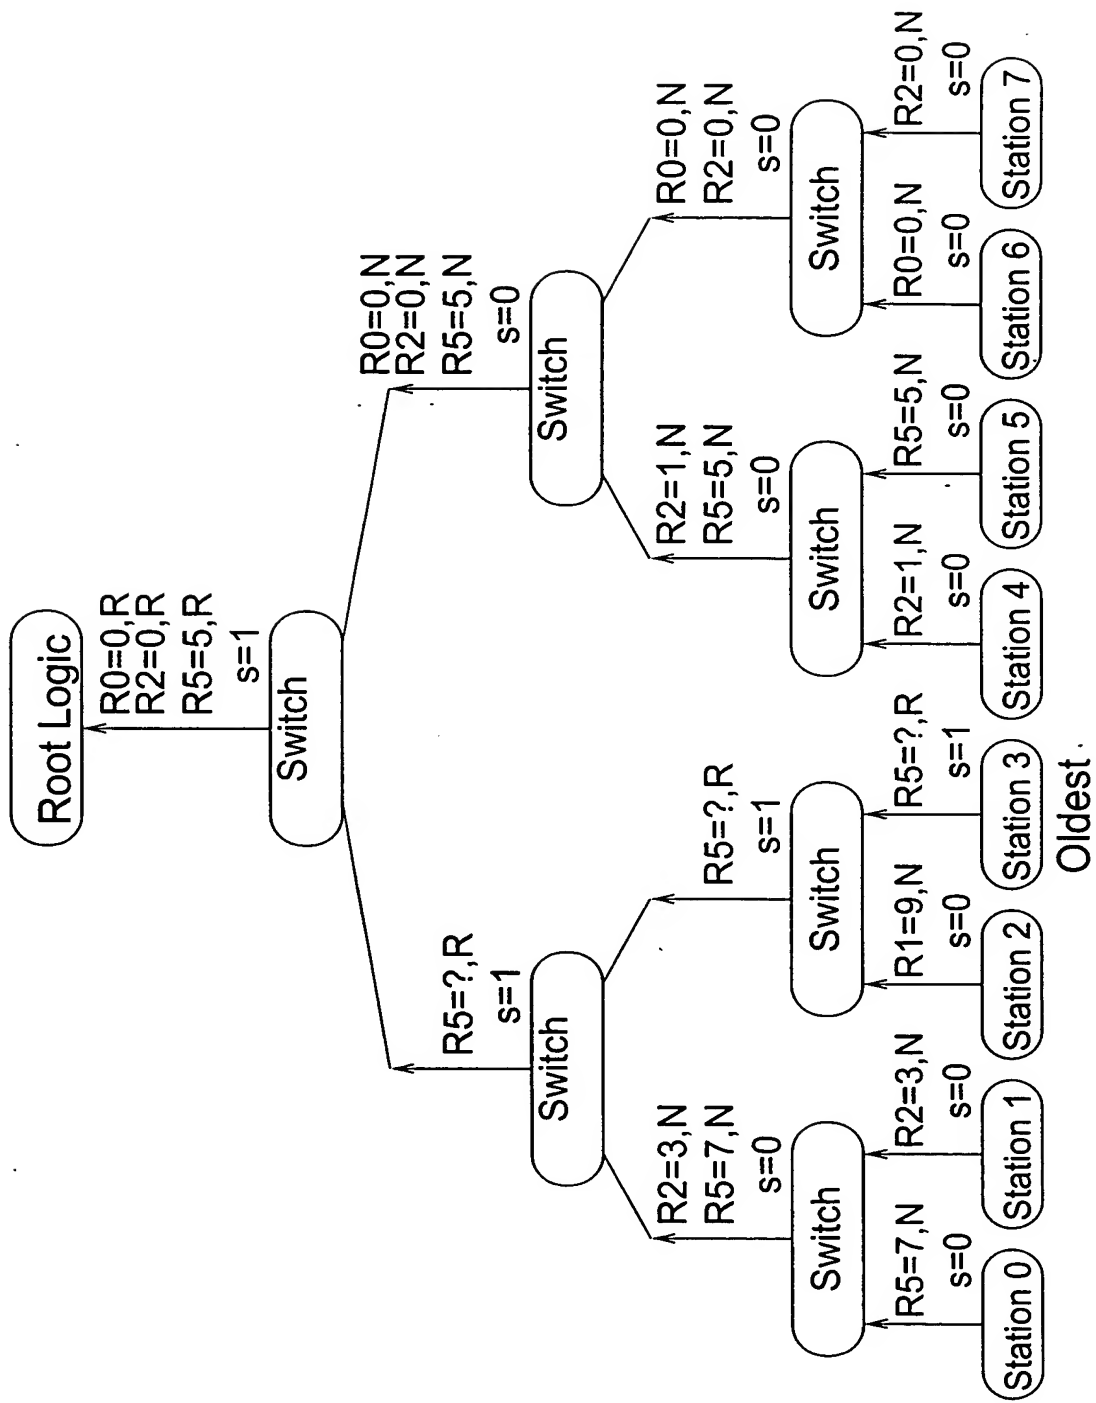 Root Logic
R0=0,R
R2=0,R
R5=5,R
s=1
Switch
R5=?,R
s=1
Switch
R0=0,N
R2=0,N
R5=5,N
s=0
Switch
R2=3,N
R5=7,N
s=0
Switch
R5=?,R
s=1
Switch
R2=1,N
R5=5,N
s=0
Switch
R0=0,N
R2=0,N
s=0
Switch
R5=7,N
s=0
Station 0
R2=3,N
s=0
Station 1
R1=9,N
s=0
Station 2
R5=?,R
s=1
Station 3
Oldest
R2=1,N
s=0
Station 4
R5=5,N
s=0
Station 5
R0=0,N
s=0
Station 6
R2=0,N
s=0
Station 7